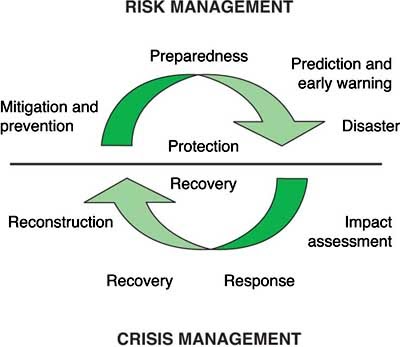 RISK MANAGEMENT
Preparedness
Prediction and
early warning
Mitigation and
prevention
Disaster
Protection
Recovery
Reconstruction
Impact
assessment
Recovery
Response
CRISIS MANAGEMENT